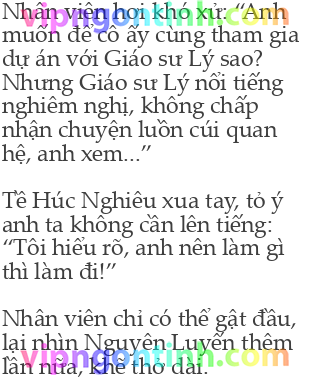 Nhân viên hơi khó xử: “Anh
muốn để cô ấy cùng tham gia
dự án với Giáo sư Lý sao?
Nhưng Giáo sư Lý nổi tiếng
nghiêm nghị, không chấp
nhận chuyện luồn cúi quan
hệ, anh xem...”
Tề Húc Nghiêu xua tay, tỏ ý
anh ta không cần lên tiếng:
“Tôi hiểu rõ, anh nên làm gì
thì làm đi!”
Nhân viên chỉ có thể gật đầu,
lại nhìn Nguyên Luyến thêm
lần nữa, khẽ thở dài.
vipngontinh.com
vipngontinh.com